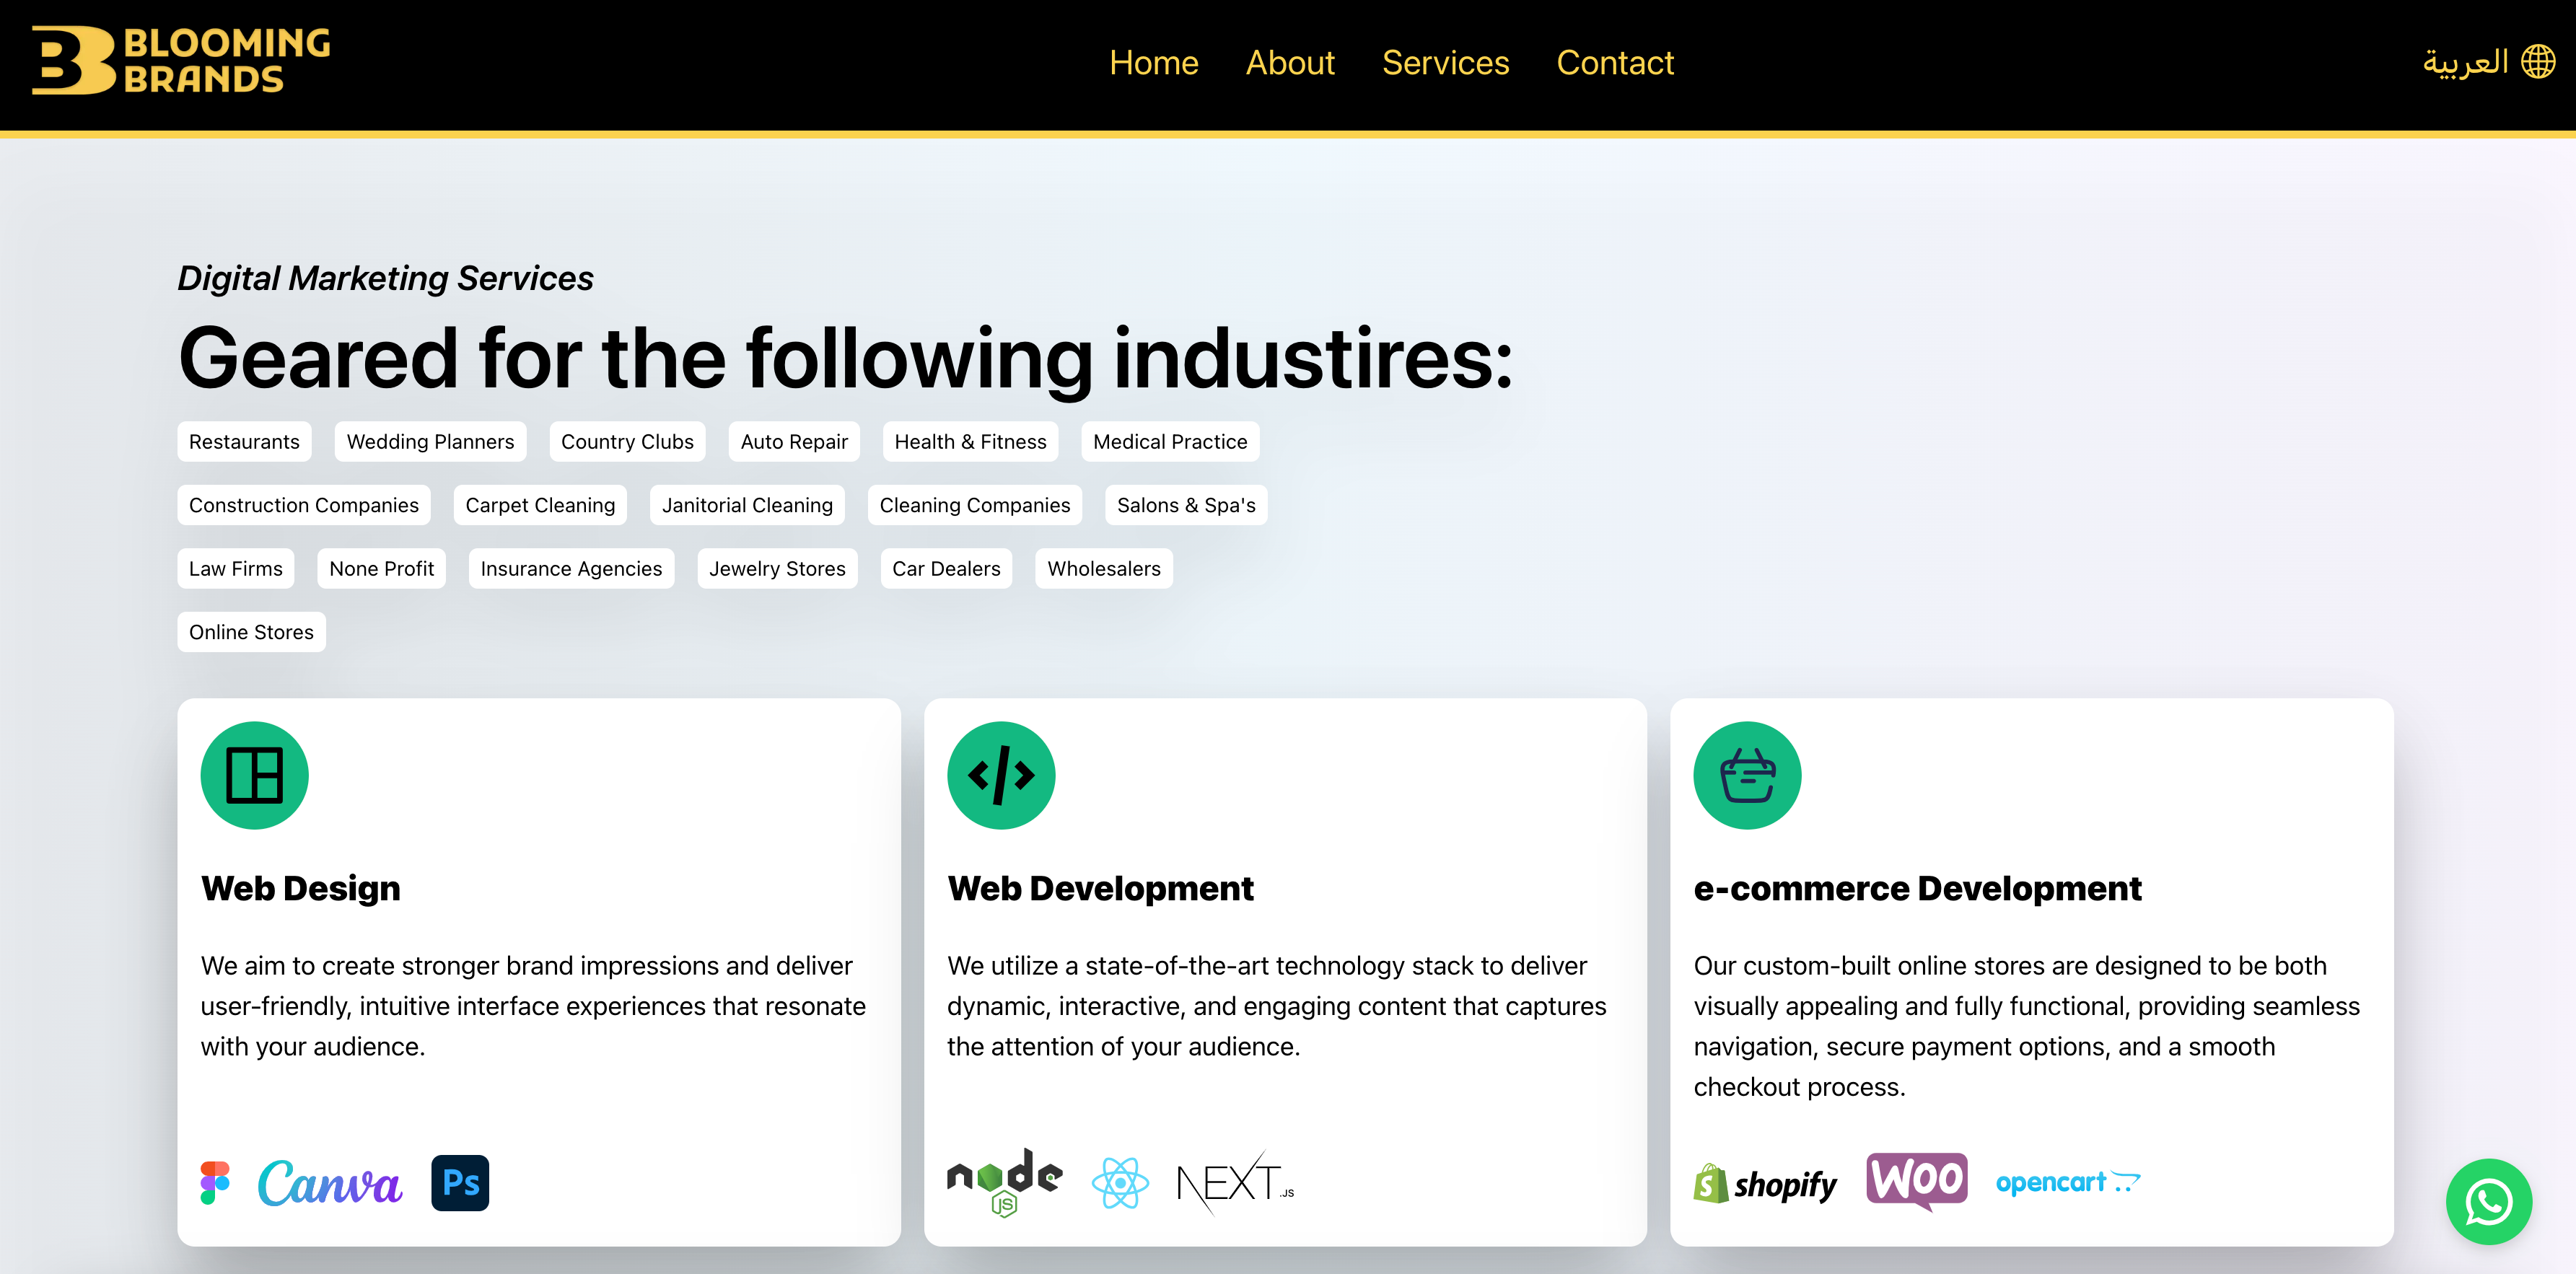 BLOOMING
BRANDS
Home About Services Contact
العربية
Digital Marketing Services
Geared for the following industires:
Restaurants Wedding Planners Country Clubs Auto Repair Health & Fitness Medical Practice
Construction Companies Carpet Cleaning Janitorial Cleaning Cleaning Companies Salons & Spa's
Law Firms None Profit Insurance Agencies Jewelry Stores Car Dealers Wholesalers
Online Stores
Web Design
We aim to create stronger brand impressions and deliver
user-friendly, intuitive interface experiences that resonate
with your audience.
Canva Ps
Web Development
We utilize a state-of-the-art technology stack to deliver
dynamic, interactive, and engaging content that captures
the attention of your audience.
node JS NEXT.JS
e-commerce Development
Our custom-built online stores are designed to be both
visually appealing and fully functional, providing seamless
navigation, secure payment options, and a smooth
checkout process.
shopify WOO opencart